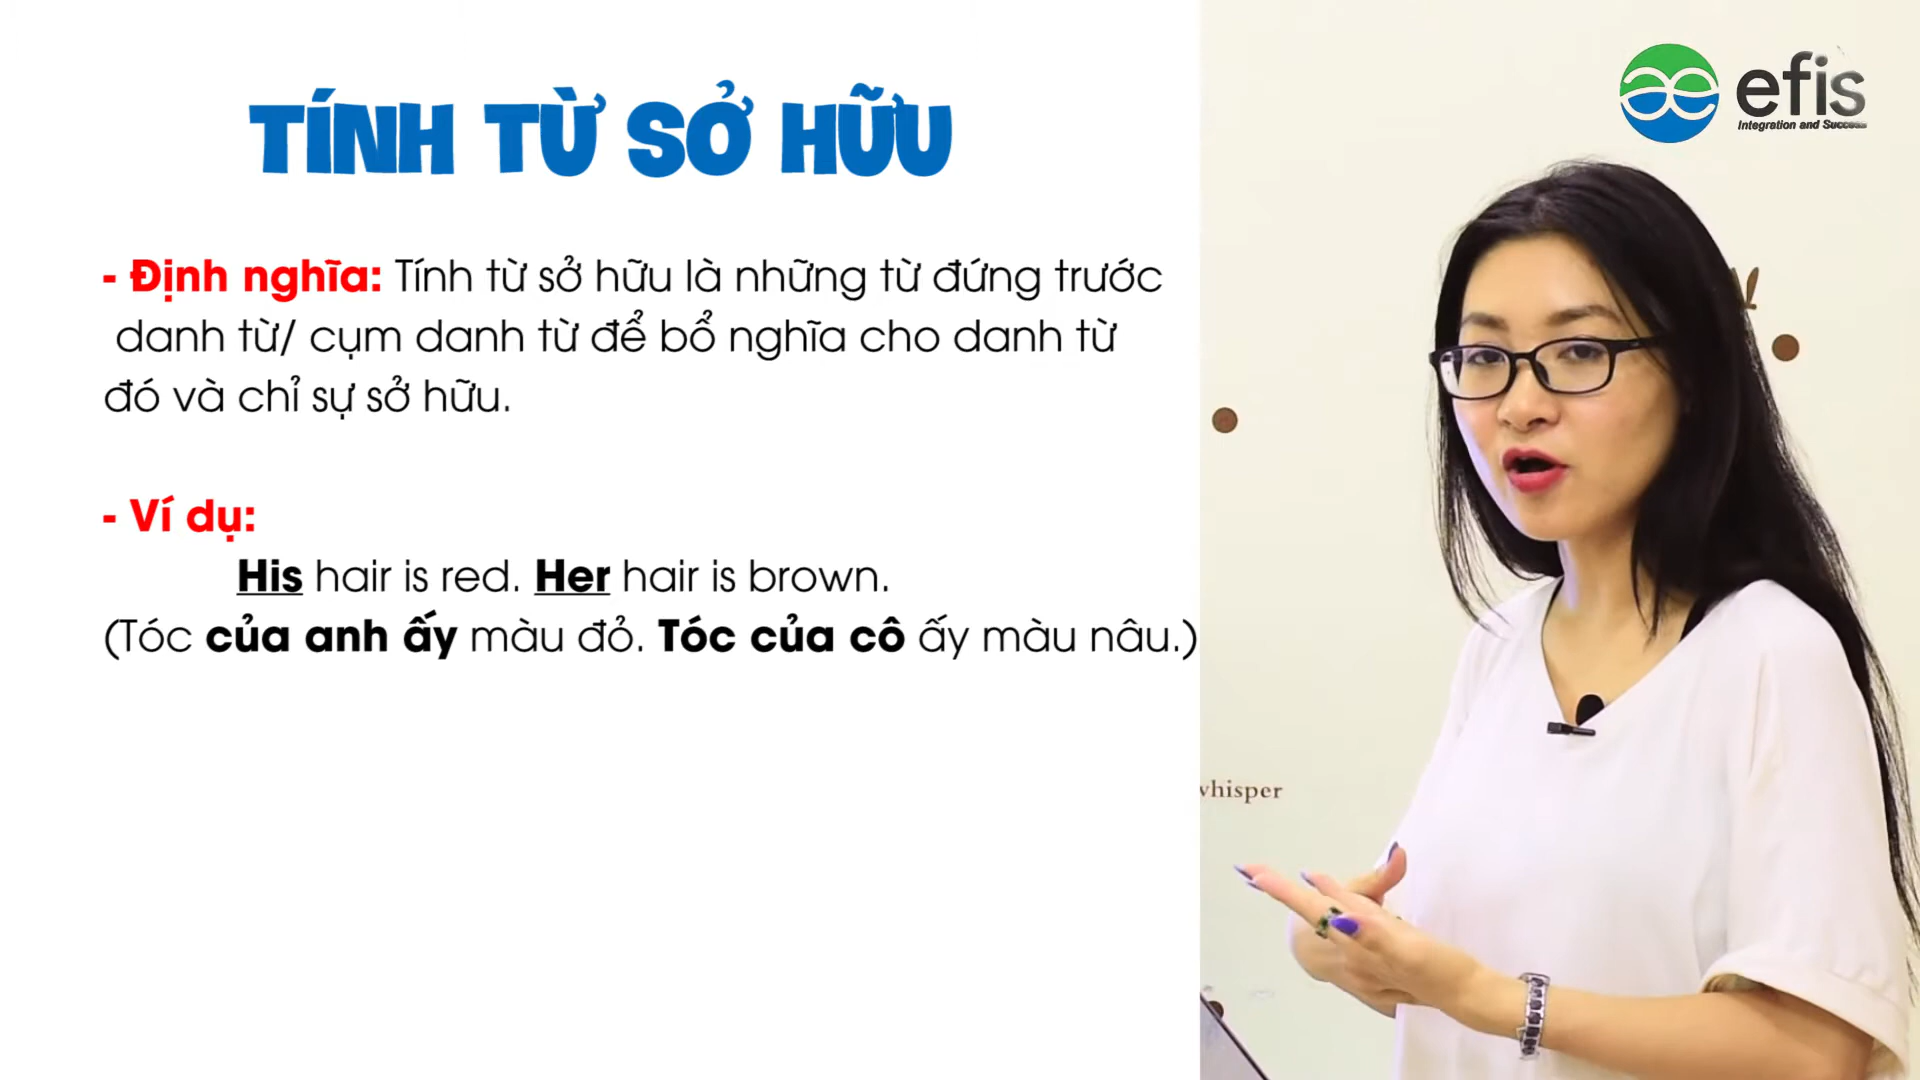 TÍNH TỪ SỞ HỮU
- Định nghĩa: Tính từ sở hữu là những từ đứng trước
danh từ/ cụm danh từ để bổ nghĩa cho danh từ
đó và chỉ sự sở hữu.
- Ví dụ:
His hair is red. Her hair is brown.
(Tóc của anh ấy màu đỏ. Tóc của cô ấy màu nâu.)
efis
Integration and Success
whisper